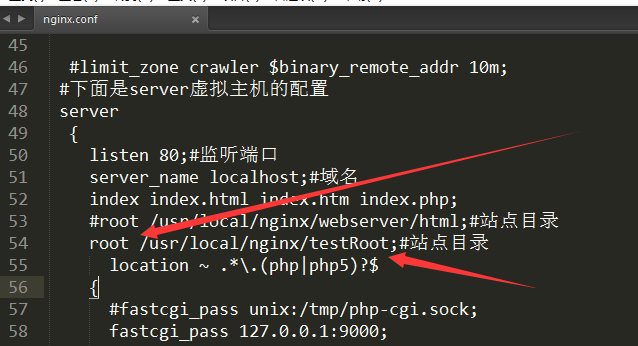 nginx.conf
45
46 #limit_zone crawler $binary_remote_addr 10m;
47 #下面是server虚拟主机的配置
48 server
49 {
50 listen 80;#监听端口
51 server_name localhost;#域名
52 index index.html index.htm index.php;
53 #root /usr/local/nginx/webserver/html;#站点目录
54 root /usr/local/nginx/testRoot;#站点目录
55 location ~ .*\.(php|php5)?$
56 {
57 #fastcgi_pass unix:/tmp/php-cgi.sock;
58 fastcgi_pass 127.0.0.1:9000;